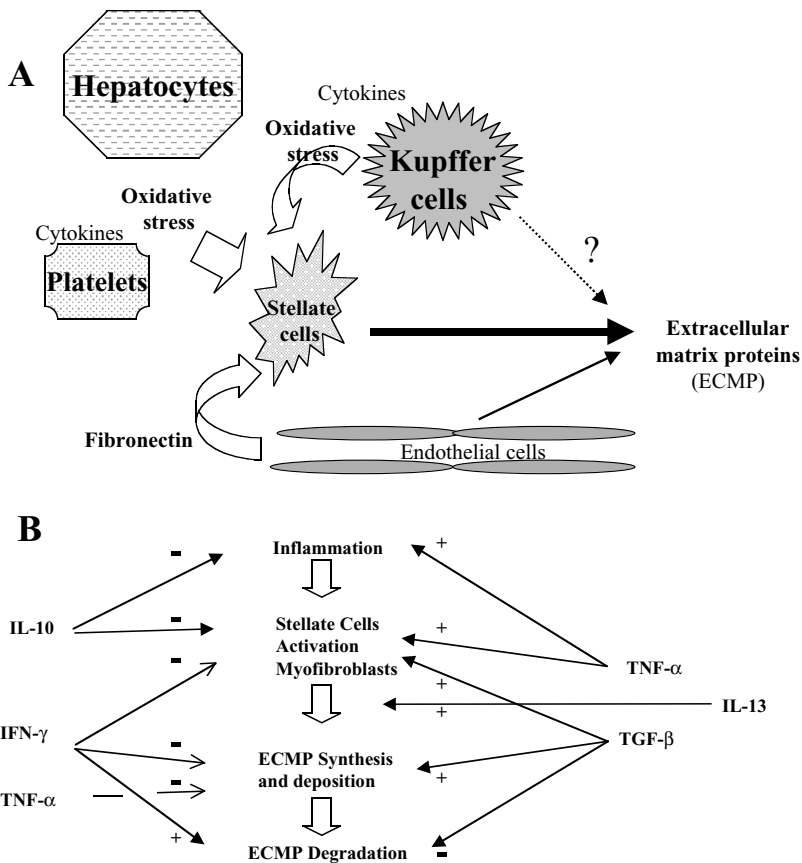 A
Hepatocytes
Cytokines
Oxidative
stress
Kupffer
cells
Oxidative
stress
Cytokines
Platelets
?
Stellate
cells
Extracellular
matrix proteins
(ECMP)
Fibronectin
Endothelial cells
B
-
Inflammation
+
IL-10
-
Stellate Cells
Activation
Myofibroblasts
+
-
TNF-α
+
+
IL-13
IFN-γ
-
ECMP Synthesis
and deposition
TGF-β
TNF-α
-
+
+
ECMP Degradation
-